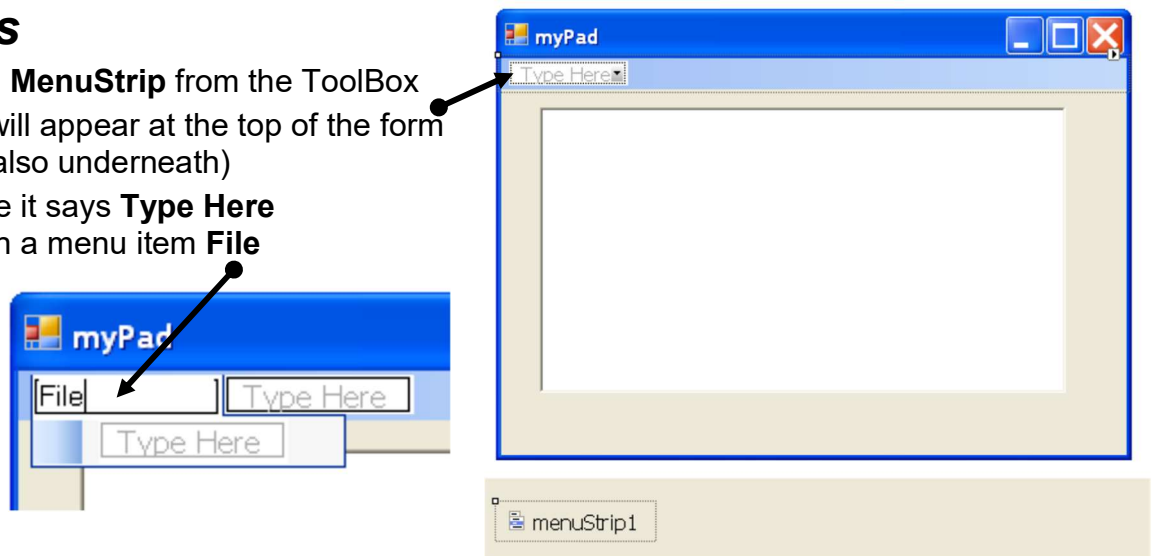 s
MenuStrip from the ToolBox
will appear at the top of the form
also underneath)
e it says Type Here
n a menu item File
myPad
Type Here
menuStrip1
myPad
File
Type Here
Type Here